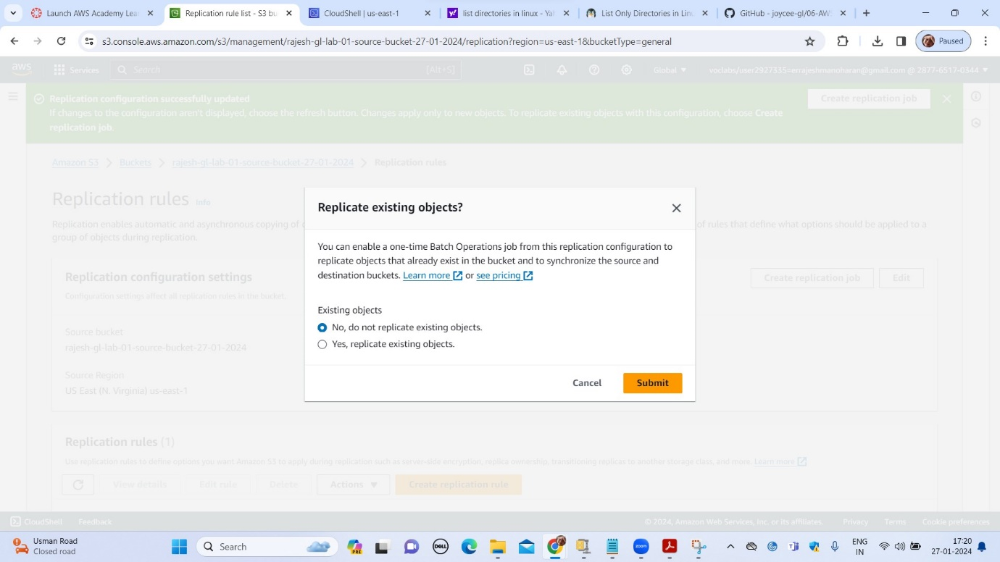 Launch AWS Academy Lea
Replication rule list - S3 bu
CloudShell | us-east-1
list directories in linux - Ya
List Only Directories in Linu
GitHub - joycee-gl/06-AW
s3.console.aws.amazon.com/s3/management/rajesh-gl-lab-01-source-bucket-27-01-2024/replication?region=us-east-1&bucketType=general
Paused
aws
Services
Search
[Alt+S]
Global
voclabs/user2927335=errajeshmanoharan@gmail.com @ 2877-6517-0344
Replication configuration successfully updated
If changes to the configuration aren't displayed, choose the refresh button. Changes apply only to new objects. To replicate existing objects with this configuration, choose Create
replication job.
Create replication job
Amazon S3
Buckets
rajesh-gl-lab-01-source-bucket-27-01-2024
Replication rules
Replication rules Info
Replication enables automatic and asynchronous copying of of rules that define what options should be applied to a
group of objects during replication.
Replication configuration settings
Configuration settings affect all replication rules in the bucket.
Create replication job
Edit
Source bucket
rajesh-gl-lab-01-source-bucket-27-01-2024
Source Region
US East (N. Virginia) us-east-1
Replicate existing objects?
You can enable a one-time Batch Operations job from this replication configuration to
replicate objects that already exist in the bucket and to synchronize the source and
destination buckets. Learn more or see pricing
Existing objects
No, do not replicate existing objects.
Yes, replicate existing objects.
Cancel
Submit
Replication rules (1)
Use replication rules to define options you want Amazon S3 to apply during replication such as server-side encryption, replica ownership, transitioning replicas to another storage class, and more. Learn more
View details
Edit rule
Delete
Actions
Create replication rule
CloudShell
Feedback
© 2024, Amazon Web Services, Inc. or its affiliates.
Privacy
Terms
Cookie preferences
Usman Road
Closed road
Search
DELL
zoom
ENG
IN
17:20
27-01-2024